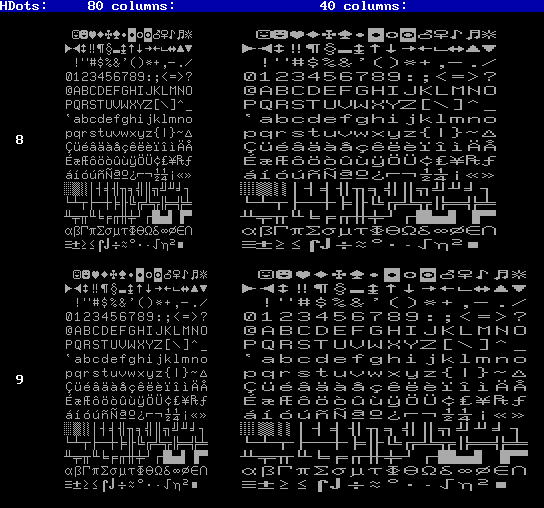 HDots: 80 columns: 40 columns:
8
☺☻♥♦♣♠•◘○◙♂♀♪♫☼
►◄↕‼¶§▬↨↑↓→←∟↔▲▼
!"#$%&'()*+,-./
0123456789:;<=>?
@ABCDEFGHIJKLMNO
PQRSTUVWXYZ[\]^_
`abcdefghijklmno
pqrstuvwxyz{|}~⌂
ÇüéâäàåçêëèïîìÄÅ
ÉæÆôöòûùÿÖÜ¢£¥₧ƒ
áíóúñÑªº¿⌐¬½¼¡«»
░▒▓│┤╡╢╖╕╣║╗╝╜╛┐
└┴┬├─┼╞╟╚╔╩╦╠═╬╧
╨╤╥╙╘╒╓╫╪┘┌█▄▌▐▀
αßΓπΣσµτΦΘΩδ∞φε∩
≡±≥≤⌠⌡÷≈°∙·√ⁿ²■
☺☻♥♦♣♠•◘○◙♂♀♪♫☼
►◄↕‼¶§▬↨↑↓→←∟↔▲▼
!"#$%&'()*+,-./
0123456789:;<=>?
@ABCDEFGHIJKLMNO
PQRSTUVWXYZ[\]^_
`abcdefghijklmno
pqrstuvwxyz{|}~⌂
ÇüéâäàåçêëèïîìÄÅ
ÉæÆôöòûùÿÖÜ¢£¥₧ƒ
áíóúñÑªº¿⌐¬½¼¡«»
░▒▓│┤╡╢╖╕╣║╗╝╜╛┐
└┴┬├─┼╞╟╚╔╩╦╠═╬╧
╨╤╥╙╘╒╓╫╪┘┌█▄▌▐▀
αßΓπΣσµτΦΘΩδ∞φε∩
≡±≥≤⌠⌡÷≈°∙·√ⁿ²■
9
☺☻♥♦♣♠•◘○◙♂♀♪♫☼
►◄↕‼¶§▬↨↑↓→←∟↔▲▼
!"#$%&'()*+,-./
0123456789:;<=>?
@ABCDEFGHIJKLMNO
PQRSTUVWXYZ[\]^_
`abcdefghijklmno
pqrstuvwxyz{|}~⌂
ÇüéâäàåçêëèïîìÄÅ
ÉæÆôöòûùÿÖÜ¢£¥₧ƒ
áíóúñÑªº¿⌐¬½¼¡«»
░▒▓│┤╡╢╖╕╣║╗╝╜╛┐
└┴┬├─┼╞╟╚╔╩╦╠═╬╧
╨╤╥╙╘╒╓╫╪┘┌█▄▌▐▀
αßΓπΣσµτΦΘΩδ∞φε∩
≡±≥≤⌠⌡÷≈°∙·√ⁿ²■
☺☻♥♦♣♠•◘○◙♂♀♪♫☼
►◄↕‼¶§▬↨↑↓→←∟↔▲▼
!"#$%&'()*+,-./
0123456789:;<=>?
@ABCDEFGHIJKLMNO
PQRSTUVWXYZ[\]^_
`abcdefghijklmno
pqrstuvwxyz{|}~⌂
ÇüéâäàåçêëèïîìÄÅ
ÉæÆôöòûùÿÖÜ¢£¥₧ƒ
áíóúñÑªº¿⌐¬½¼¡«»
░▒▓│┤╡╢╖╕╣║╗╝╜╛┐
└┴┬├─┼╞╟╚╔╩╦╠═╬╧
╨╤╥╙╘╒╓╫╪┘┌█▄▌▐▀
αßΓπΣσµτΦΘΩδ∞φε∩
≡±≥≤⌠⌡÷≈°∙·√ⁿ²■